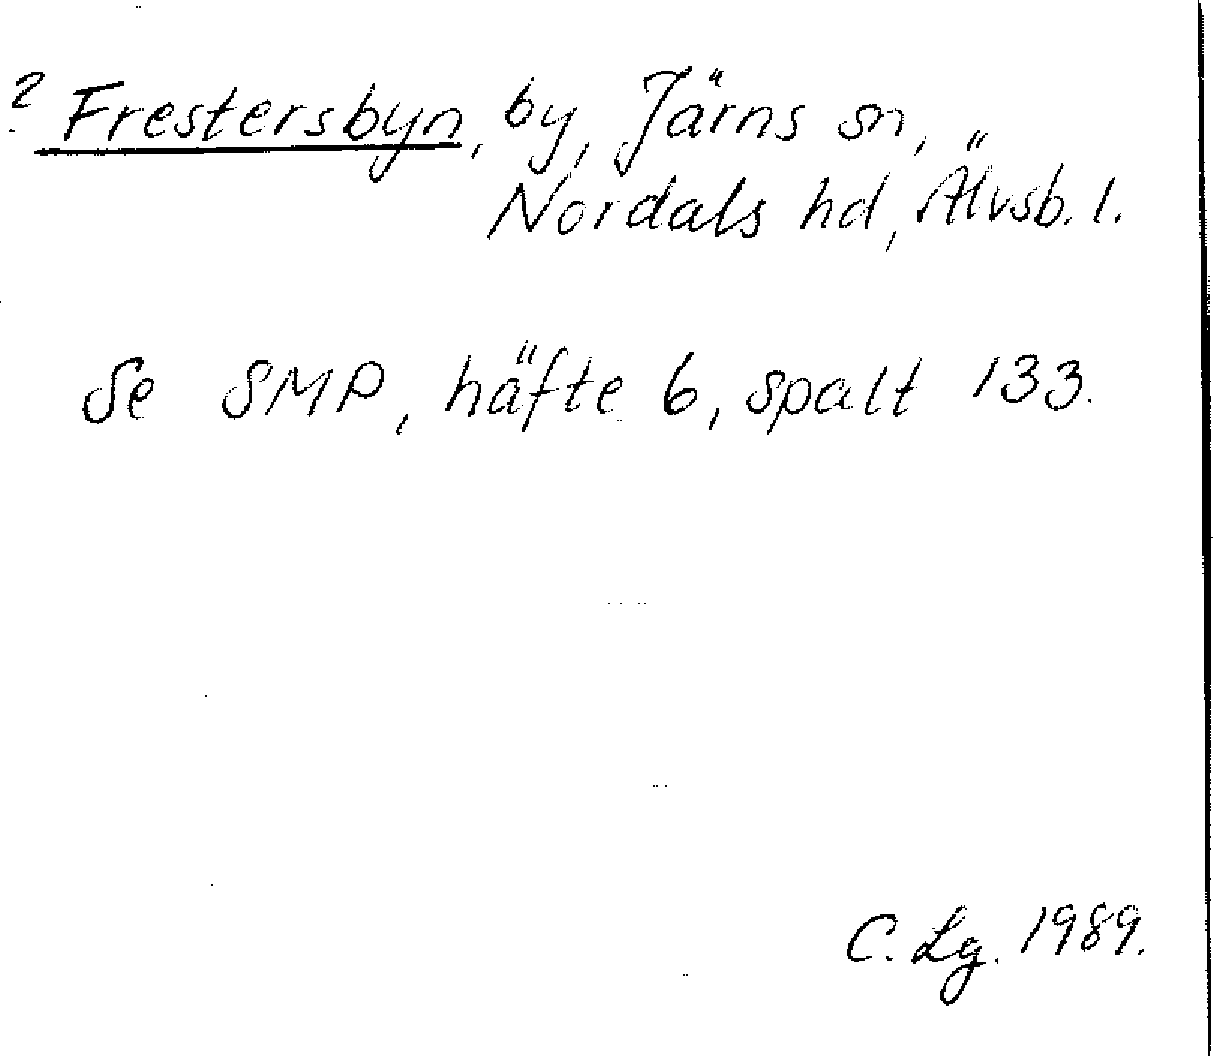 ? Frestersbyn, by, Järns sn,
Nordals hd, Älvsb. l.
Se SMP, häfte 6, spalt 133.
C. Lg. 1989.